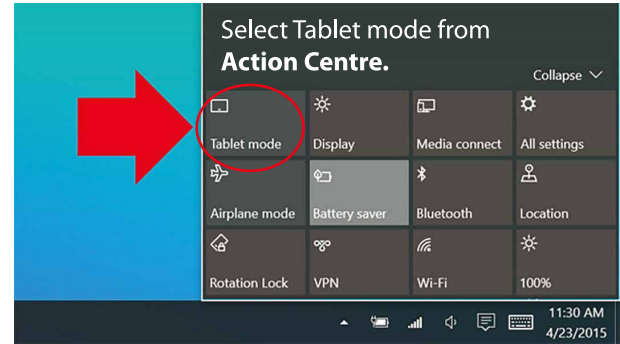 Select Tablet mode from
Action Centre.
Collapse
Tablet mode Display Media connect All settings
Airplane mode Battery saver Bluetooth Location
Rotation Lock VPN Wi-Fi 100%
11:30 AM
4/23/2015